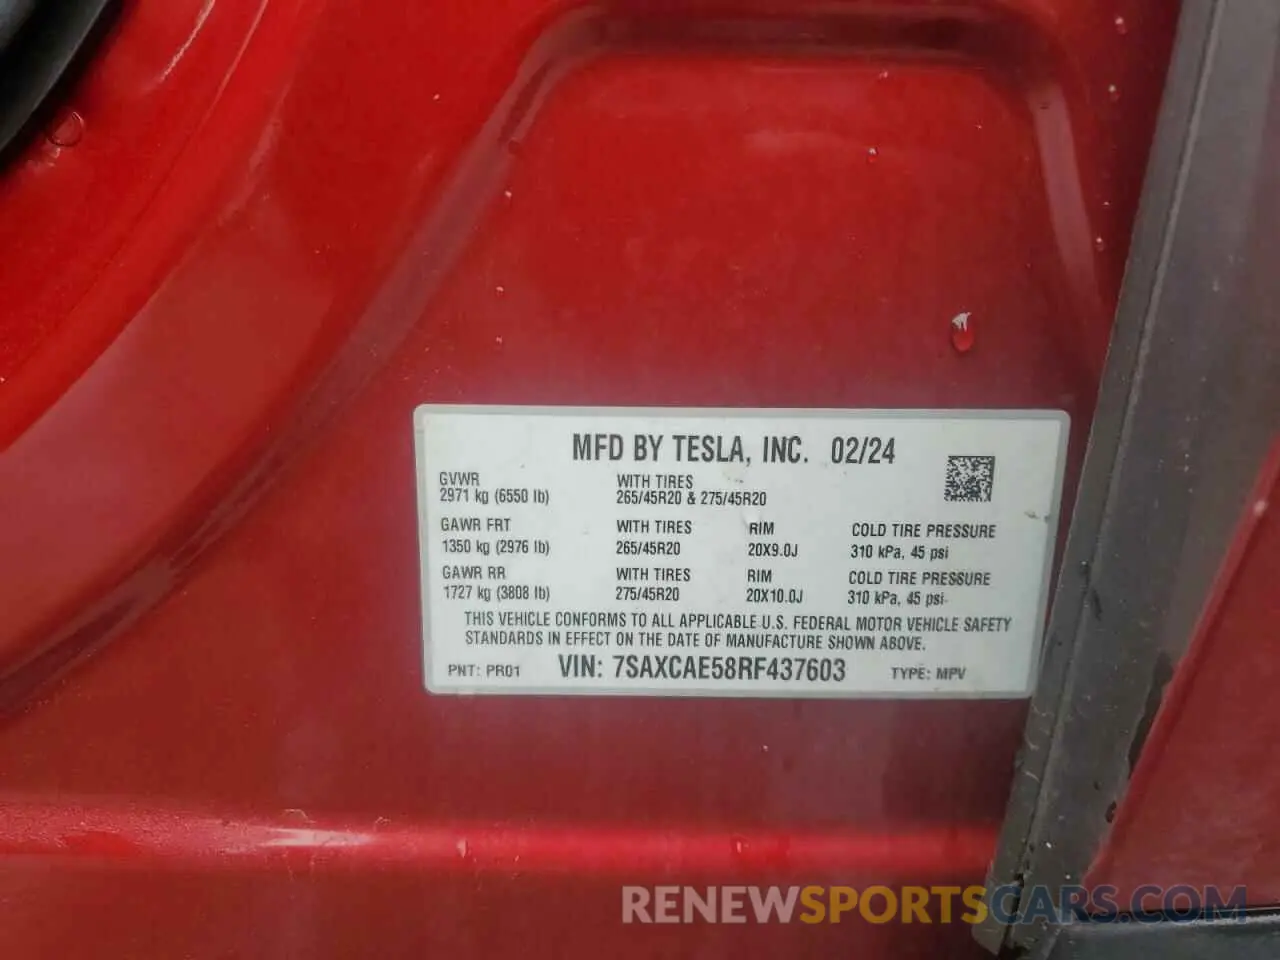 MFD BY TESLA, INC. 02/24
GVWR
2971 kg (6550 lb)
WITH TIRES
265/45R20 & 275/45R20
GAWR FRT
1350 kg (2976 lb)
WITH TIRES
265/45R20
RIM
20X9.0J
COLD TIRE PRESSURE
310 kPa, 45 psi
GAWR RR
1727 kg (3808 lb)
WITH TIRES
275/45R20
RIM
20X10.0J
COLD TIRE PRESSURE
310 kPa, 45 psi
THIS VEHICLE CONFORMS TO ALL APPLICABLE U.S. FEDERAL MOTOR VEHICLE SAFETY
STANDARDS IN EFFECT ON THE DATE OF MANUFACTURE SHOWN ABOVE.
PNT: PR01 VIN: 7SAXCAE58RF437603 TYPE: MPV
RENEWSPORTSCARS.COM